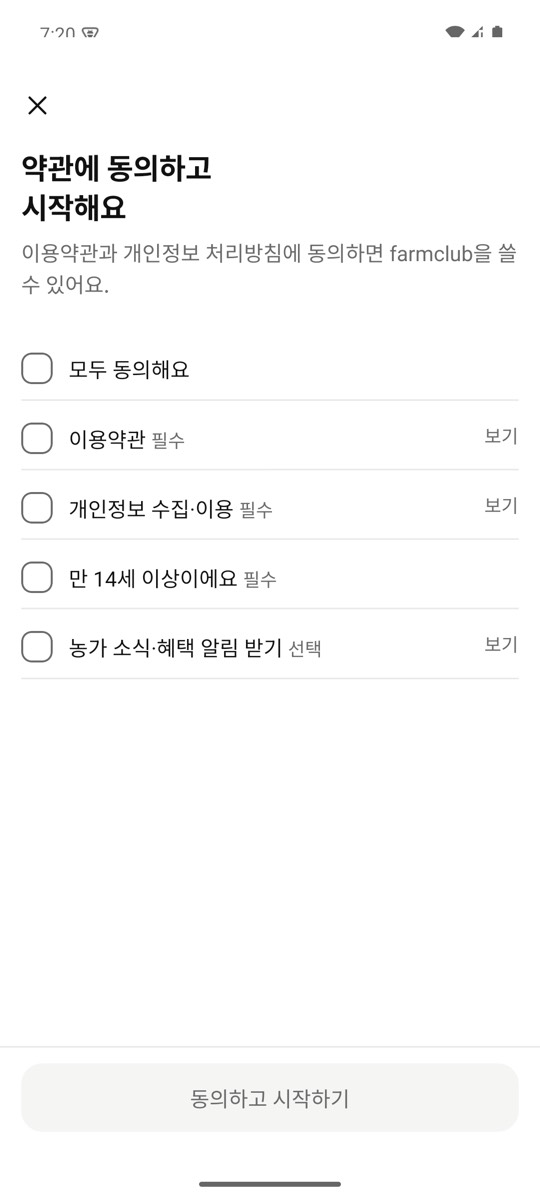 7:20
약관에 동의하고
시작해요
이용약관과 개인정보 처리방침에 동의하면 farmclub을 쓸
수 있어요.
모두 동의해요
이용약관 필수 보기
개인정보 수집·이용 필수 보기
만 14세 이상이에요 필수
농가 소식·혜택 알림 받기 선택 보기
동의하고 시작하기